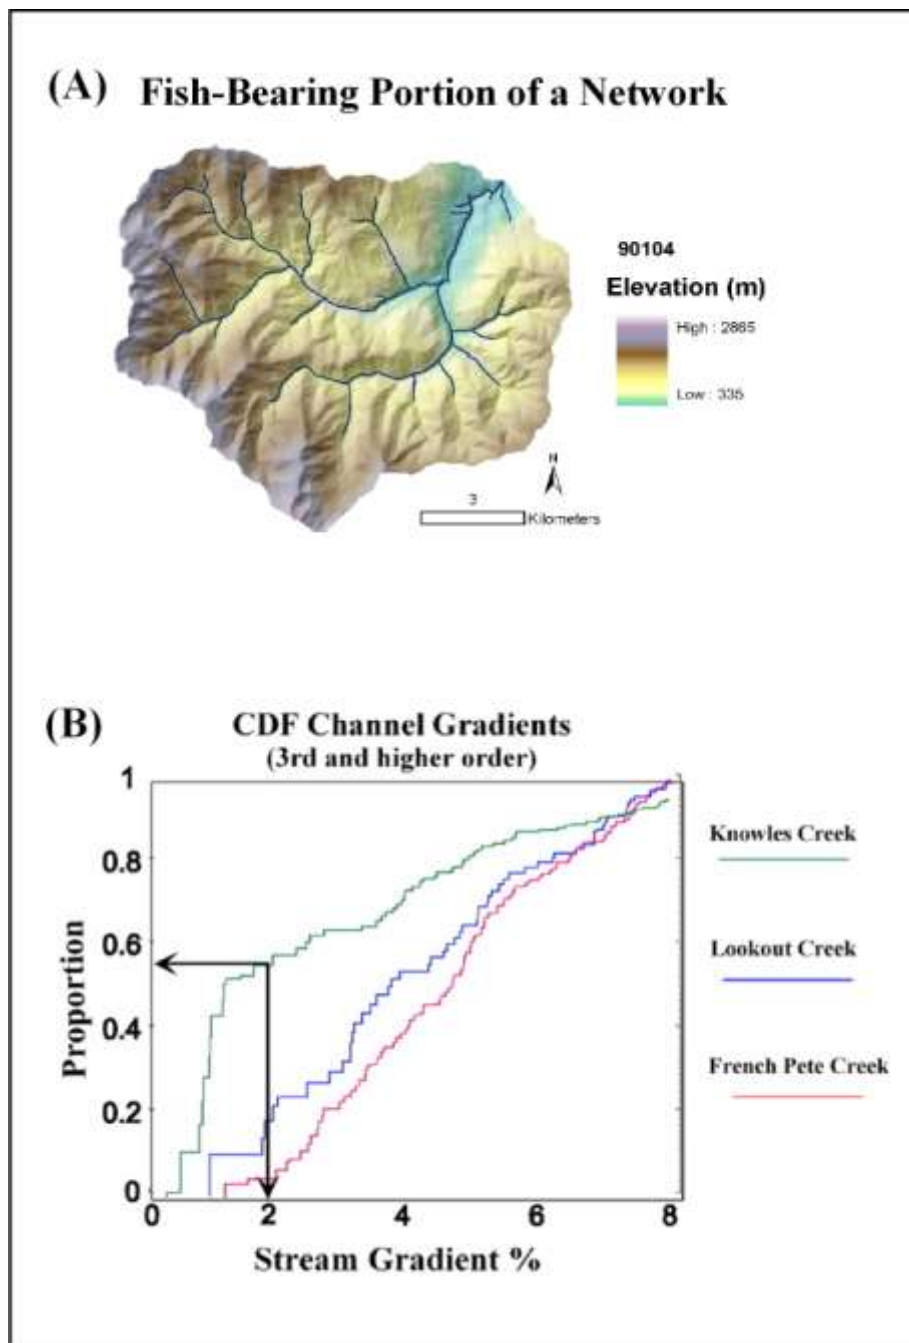 (A) Fish-Bearing Portion of a Network
90104
Elevation (m)
High : 2865
Low : 335
N
3
Kilometers
(B) CDF Channel Gradients
(3rd and higher order)
1
0.8
0.6
0.4
0.2
0
Proportion
0 2 4 6 8
Stream Gradient %
Knowles Creek
Lookout Creek
French Pete Creek